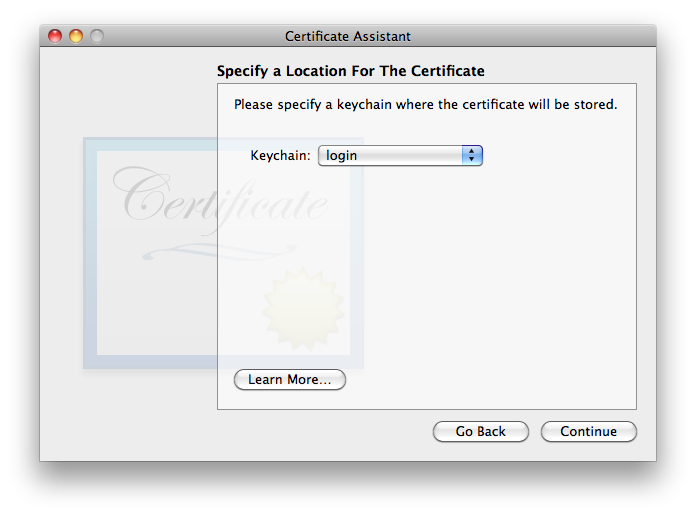 Certificate Assistant
Specify a Location For The Certificate
Please specify a keychain where the certificate will be stored.
Keychain: login
Certificate
Learn More...
Go Back Continue